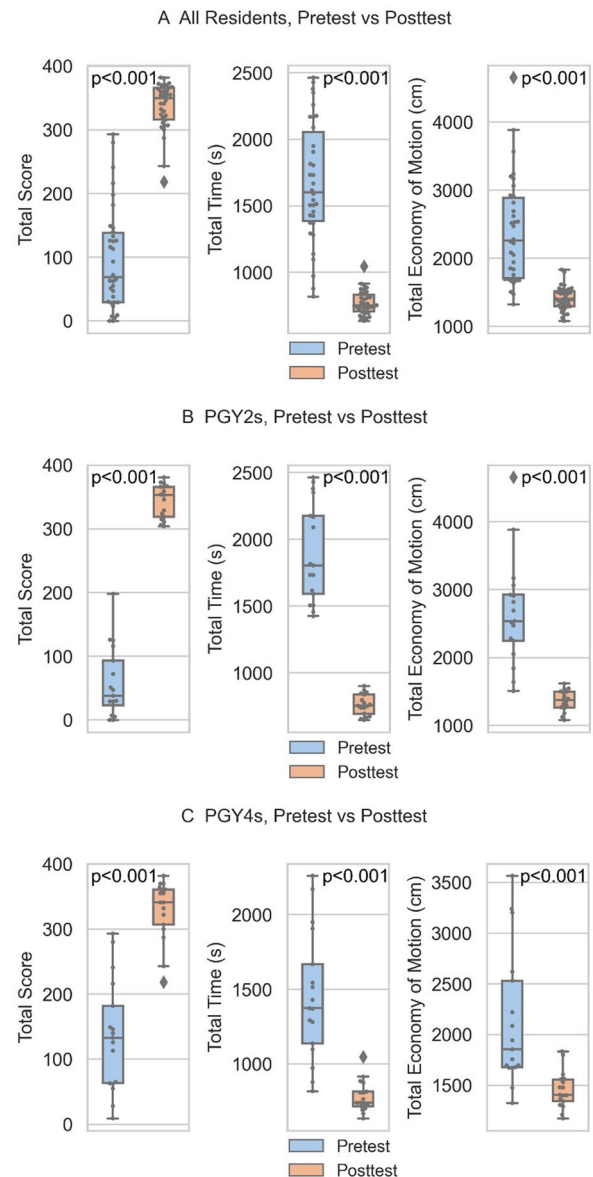 A All Residents, Pretest vs Posttest
Total Score
400
300
200
100
0
p<0.001
Total Time (s)
2500
2000
1500
1000
p<0.001
Total Economy of Motion (cm)
4000
3000
2000
1000
p<0.001
Pretest
Posttest
B PGY2s, Pretest vs Posttest
Total Score
400
300
200
100
0
p<0.001
Total Time (s)
2500
2000
1500
1000
p<0.001
Total Economy of Motion (cm)
4000
3000
2000
1000
p<0.001
Pretest
Posttest
C PGY4s, Pretest vs Posttest
Total Score
400
300
200
100
0
p<0.001
Total Time (s)
2000
1500
1000
p<0.001
Total Economy of Motion (cm)
3500
3000
2500
2000
1500
p<0.001
Pretest
Posttest